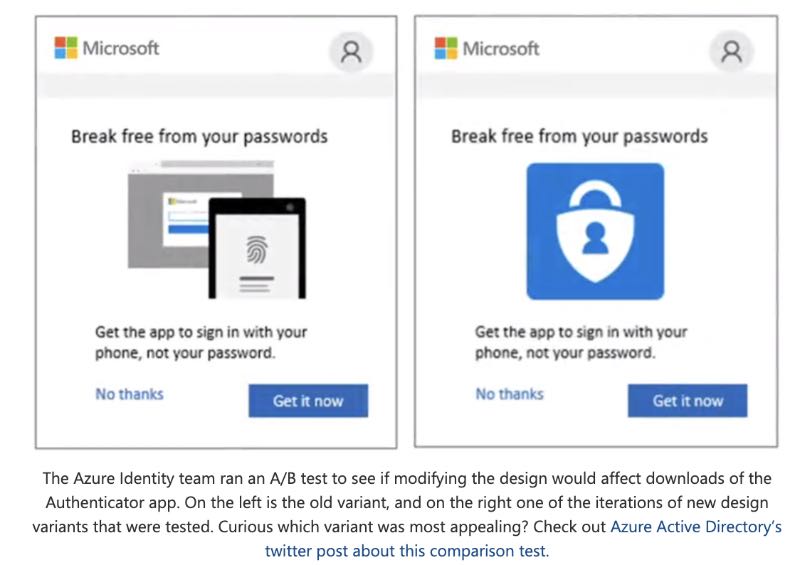 Microsoft
Break free from your passwords
Microsoft
Get the app to sign in with your
phone, not your password.
No thanks
Get it now
Microsoft
Break free from your passwords
Get the app to sign in with your
phone, not your password.
No thanks
Get it now
The Azure Identity team ran an A/B test to see if modifying the design would affect downloads of the
Authenticator app. On the left is the old variant, and on the right one of the iterations of new design
variants that were tested. Curious which variant was most appealing? Check out Azure Active Directory's
twitter post about this comparison test.